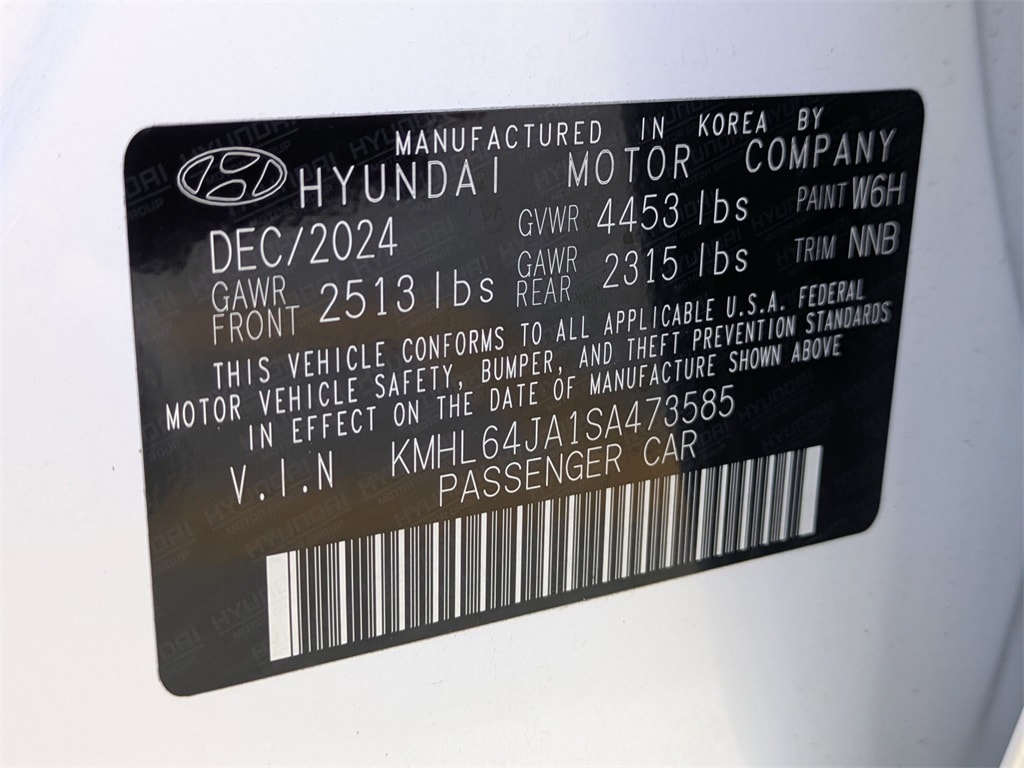 MANUFACTURED IN KOREA BY
HYUNDAI MOTOR COMPANY
DEC/2024 GVWR 4453 lbs PAINT W6H
GAWR FRONT 2513 lbs GAWR REAR 2315 lbs TRIM NNB
THIS VEHICLE CONFORMS TO ALL APPLICABLE U.S.A. FEDERAL
MOTOR VEHICLE SAFETY, BUMPER, AND THEFT PREVENTION STANDARDS
IN EFFECT ON THE DATE OF MANUFACTURE SHOWN ABOVE
V.I.N KMHL64JA1SA473585
PASSENGER CAR